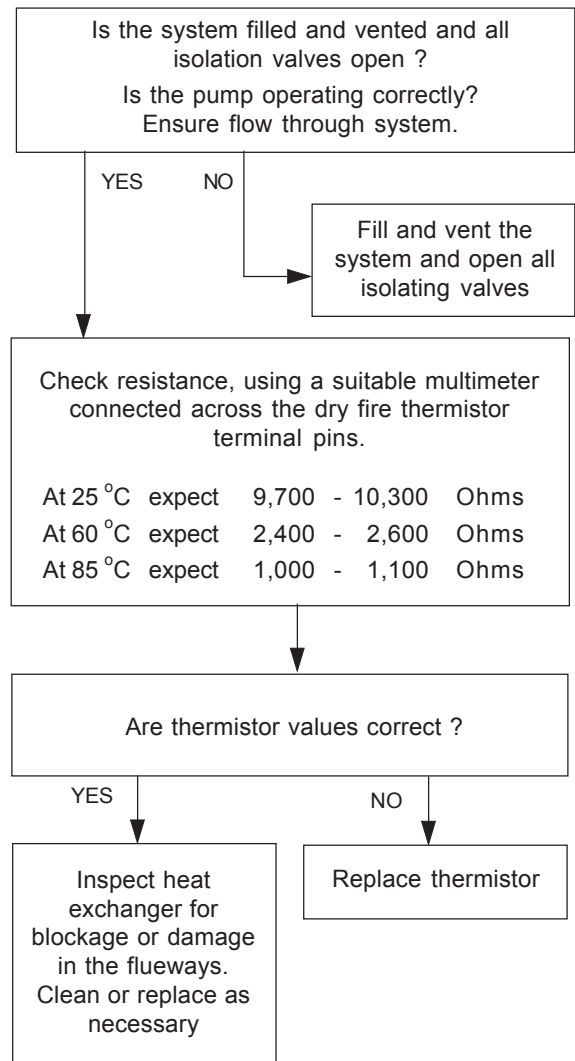 Is the system filled and vented and all
isolation valves open ?
Is the pump operating correctly?
Ensure flow through system.
YES
NO
Fill and vent the
system and open all
isolating valves
Check resistance, using a suitable multimeter
connected across the dry fire thermistor
terminal pins.
At 25 °C expect 9,700 - 10,300 Ohms
At 60 °C expect 2,400 - 2,600 Ohms
At 85 °C expect 1,000 - 1,100 Ohms
Are thermistor values correct ?
YES
NO
Inspect heat
exchanger for
blockage or damage
in the flueways.
Clean or replace as
necessary
Replace thermistor